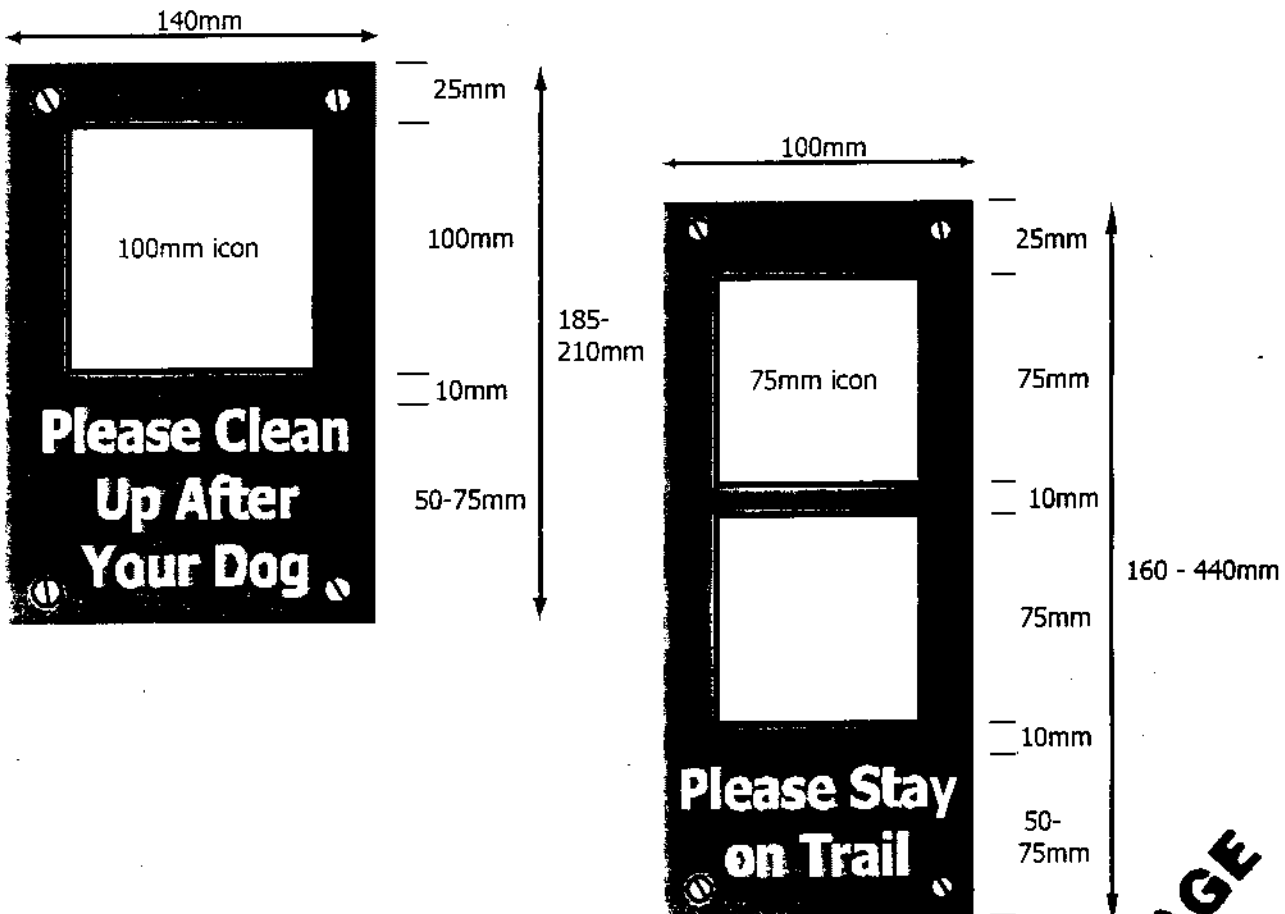 140mm
25mm
100mm icon
100mm
185-
210mm
10mm
Please Clean
Up After
Your Dog
50-75mm
100mm
25mm
75mm icon
75mm
10mm
160 - 440mm
75mm
10mm
Please Stay
on Trail
50-
75mm